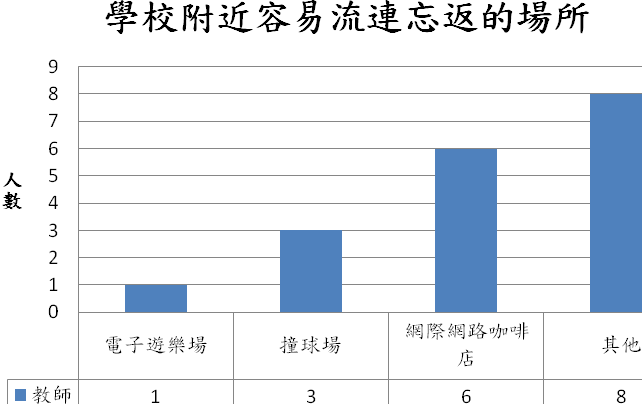 學校附近容易流連忘返的場所
9
8
7
6
5
4
3
2
1
0
人
數
電子遊樂場
撞球場
網際網路咖啡
店
其他
教師 1 3 6 8